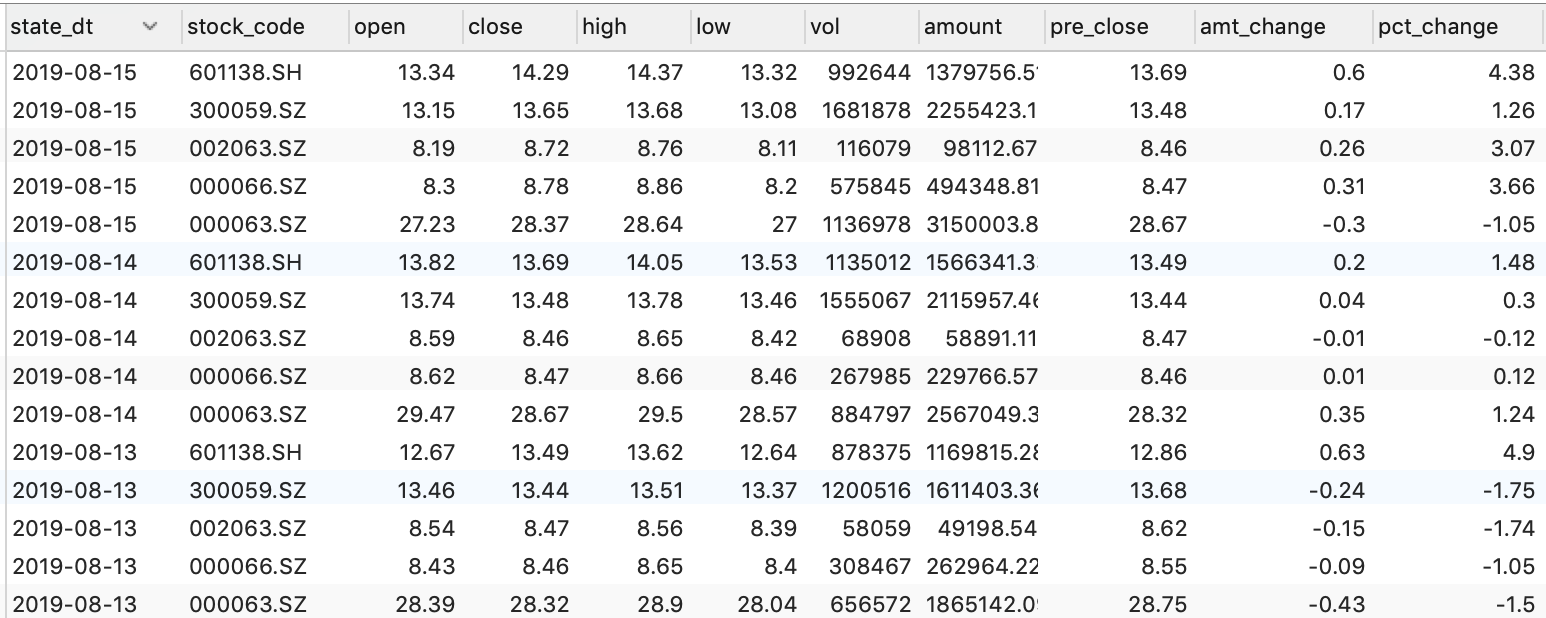 state_dt stock_code open close high low vol amount pre_close amt_change pct_change
2019-08-15 601138.SH 13.34 14.29 14.37 13.32 992644 1379756.5 13.69 0.6 4.38
2019-08-15 300059.SZ 13.15 13.65 13.68 13.08 1681878 2255423.1 13.48 0.17 1.26
2019-08-15 002063.SZ 8.19 8.72 8.76 8.11 116079 98112.67 8.46 0.26 3.07
2019-08-15 000066.SZ 8.3 8.78 8.86 8.2 575845 494348.81 8.47 0.31 3.66
2019-08-15 000063.SZ 27.23 28.37 28.64 27 1136978 3150003.8 28.67 -0.3 -1.05
2019-08-14 601138.SH 13.82 13.69 14.05 13.53 1135012 1566341.3 13.49 0.2 1.48
2019-08-14 300059.SZ 13.74 13.48 13.78 13.46 1555067 2115957.46 13.44 0.04 0.3
2019-08-14 002063.SZ 8.59 8.46 8.65 8.42 68908 58891.11 8.47 -0.01 -0.12
2019-08-14 000066.SZ 8.62 8.47 8.66 8.46 267985 229766.57 8.46 0.01 0.12
2019-08-14 000063.SZ 29.47 28.67 29.5 28.57 884797 2567049.3 28.32 0.35 1.24
2019-08-13 601138.SH 12.67 13.49 13.62 12.64 878375 1169815.28 12.86 0.63 4.9
2019-08-13 300059.SZ 13.46 13.44 13.51 13.37 1200516 1611403.36 13.68 -0.24 -1.75
2019-08-13 002063.SZ 8.54 8.47 8.56 8.39 58059 49198.54 8.62 -0.15 -1.74
2019-08-13 000066.SZ 8.43 8.46 8.65 8.4 308467 262964.22 8.55 -0.09 -1.05
2019-08-13 000063.SZ 28.39 28.32 28.9 28.04 656572 1865142.0 28.75 -0.43 -1.5